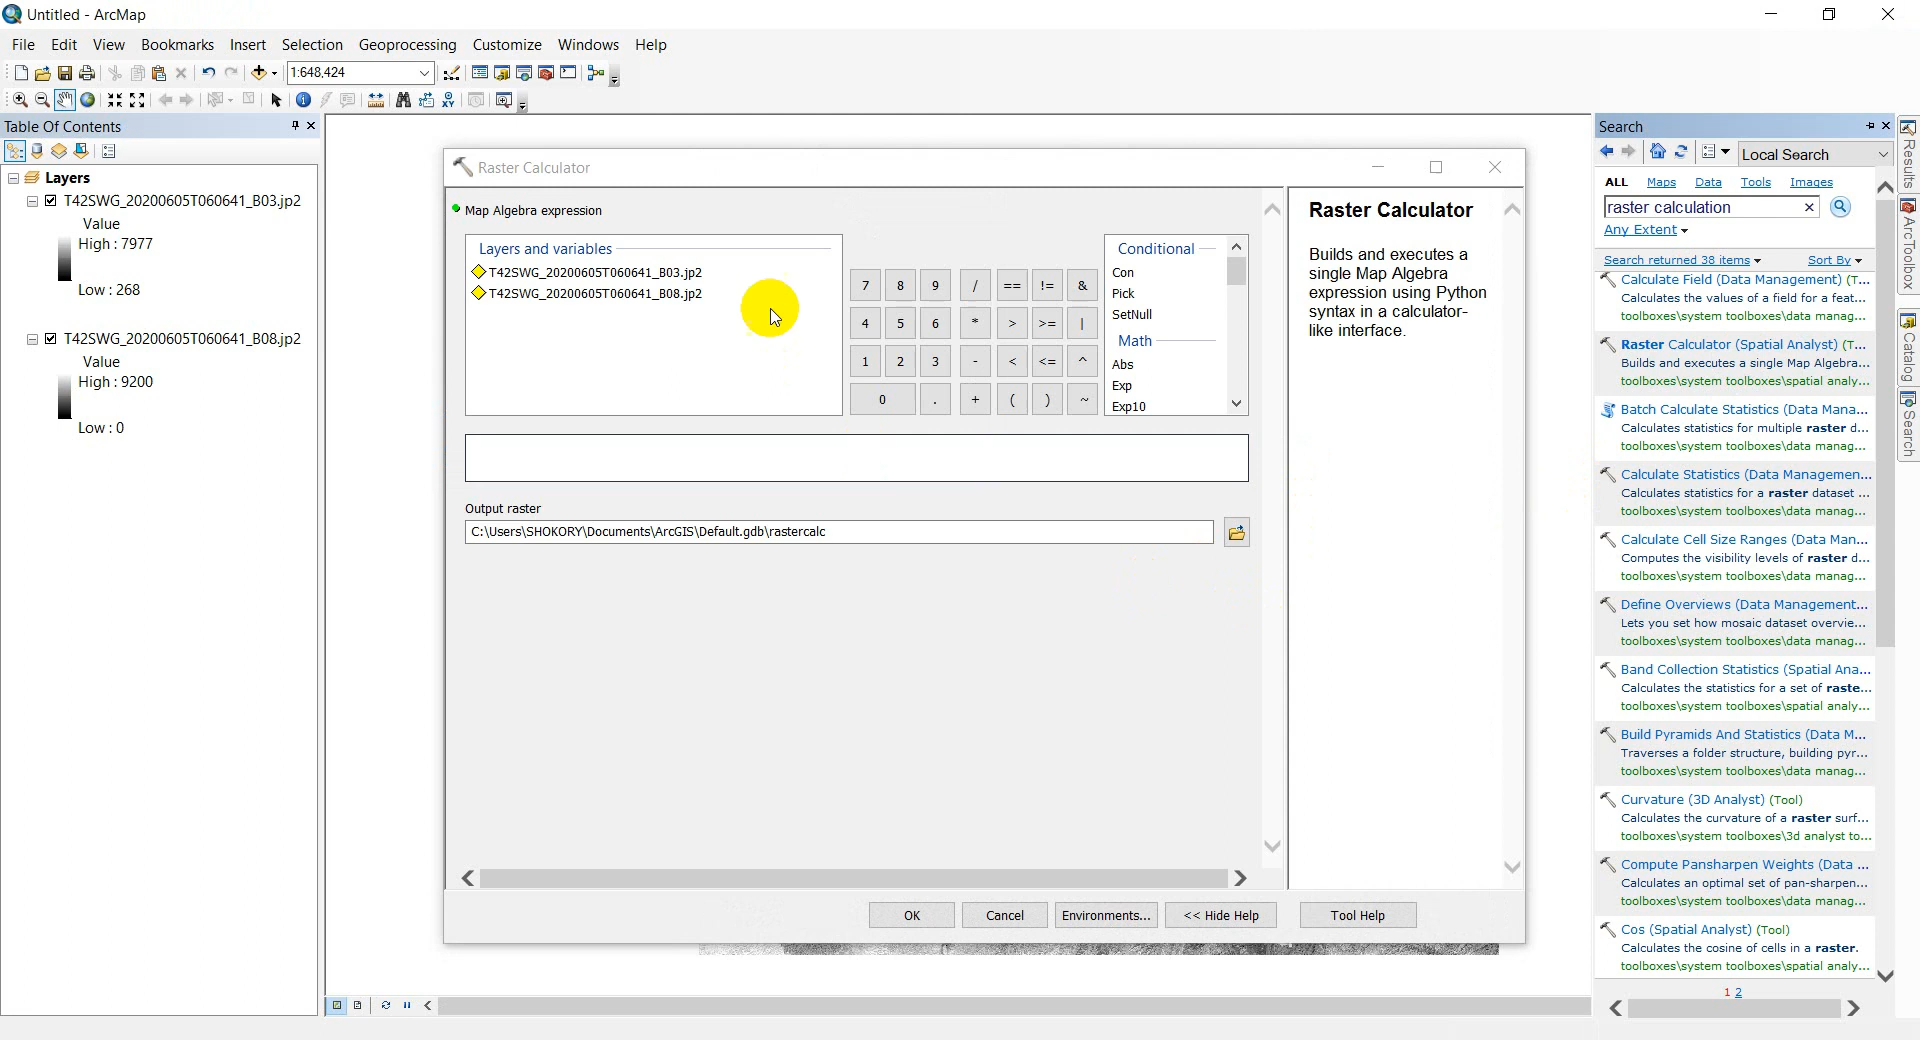 Untitled - ArcMap
File Edit View Bookmarks Insert Selection Geoprocessing Customize Windows Help
1:648,424
Table Of Contents
Layers
T42SWG_20200605T060641_B03.jp2
Value
High : 7977
Low : 268
T42SWG_20200605T060641_B08.jp2
Value
High : 9200
Low : 0
Raster Calculator
Map Algebra expression
Layers and variables
T42SWG_20200605T060641_B03.jp2
T42SWG_20200605T060641_B08.jp2
7 8 9 / == != &
4 5 6 * > >= |
1 2 3 - < <= ^
0 . + ( ) ~
Conditional
Con
Pick
SetNull
Math
Abs
Exp
Exp10
Output raster
C:\Users\SHOKORY\Documents\ArcGIS\Default.gdb\rastercalc
OK Cancel Environments... << Hide Help Tool Help
Raster Calculator
Builds and executes a
single Map Algebra
expression using Python
syntax in a calculator-
like interface.
Search
Local Search
ALL Maps Data Tools Images
raster calculation
Any Extent
Search returned 38 items Sort By
Calculate Field (Data Management) (T...
Calculates the values of a field for a feat...
toolboxes\system toolboxes\data manag...
Raster Calculator (Spatial Analyst) (T...
Builds and executes a single Map Algebra...
toolboxes\system toolboxes\spatial analy...
Batch Calculate Statistics (Data Mana...
Calculates statistics for multiple raster d...
toolboxes\system toolboxes\data manag...
Calculate Statistics (Data Managemen...
Calculates statistics for a raster dataset ...
toolboxes\system toolboxes\data manag...
Calculate Cell Size Ranges (Data Man...
Computes the visibility levels of raster d...
toolboxes\system toolboxes\data manag...
Define Overviews (Data Management...
Lets you set how mosaic dataset overvie...
toolboxes\system toolboxes\data manag...
Band Collection Statistics (Spatial Ana...
Calculates the statistics for a set of raste...
toolboxes\system toolboxes\spatial analy...
Build Pyramids And Statistics (Data M...
Traverses a folder structure, building pyr...
toolboxes\system toolboxes\data manag...
Curvature (3D Analyst) (Tool)
Calculates the curvature of a raster surf...
toolboxes\system toolboxes\3d analyst to...
Compute Pansharpen Weights (Data ...
Calculates an optimal set of pan-sharpen...
toolboxes\system toolboxes\data manag...
Cos (Spatial Analyst) (Tool)
Calculates the cosine of cells in a raster.
toolboxes\system toolboxes\spatial analy...
1 2
Results
ArcToolbox
Catalog
Search